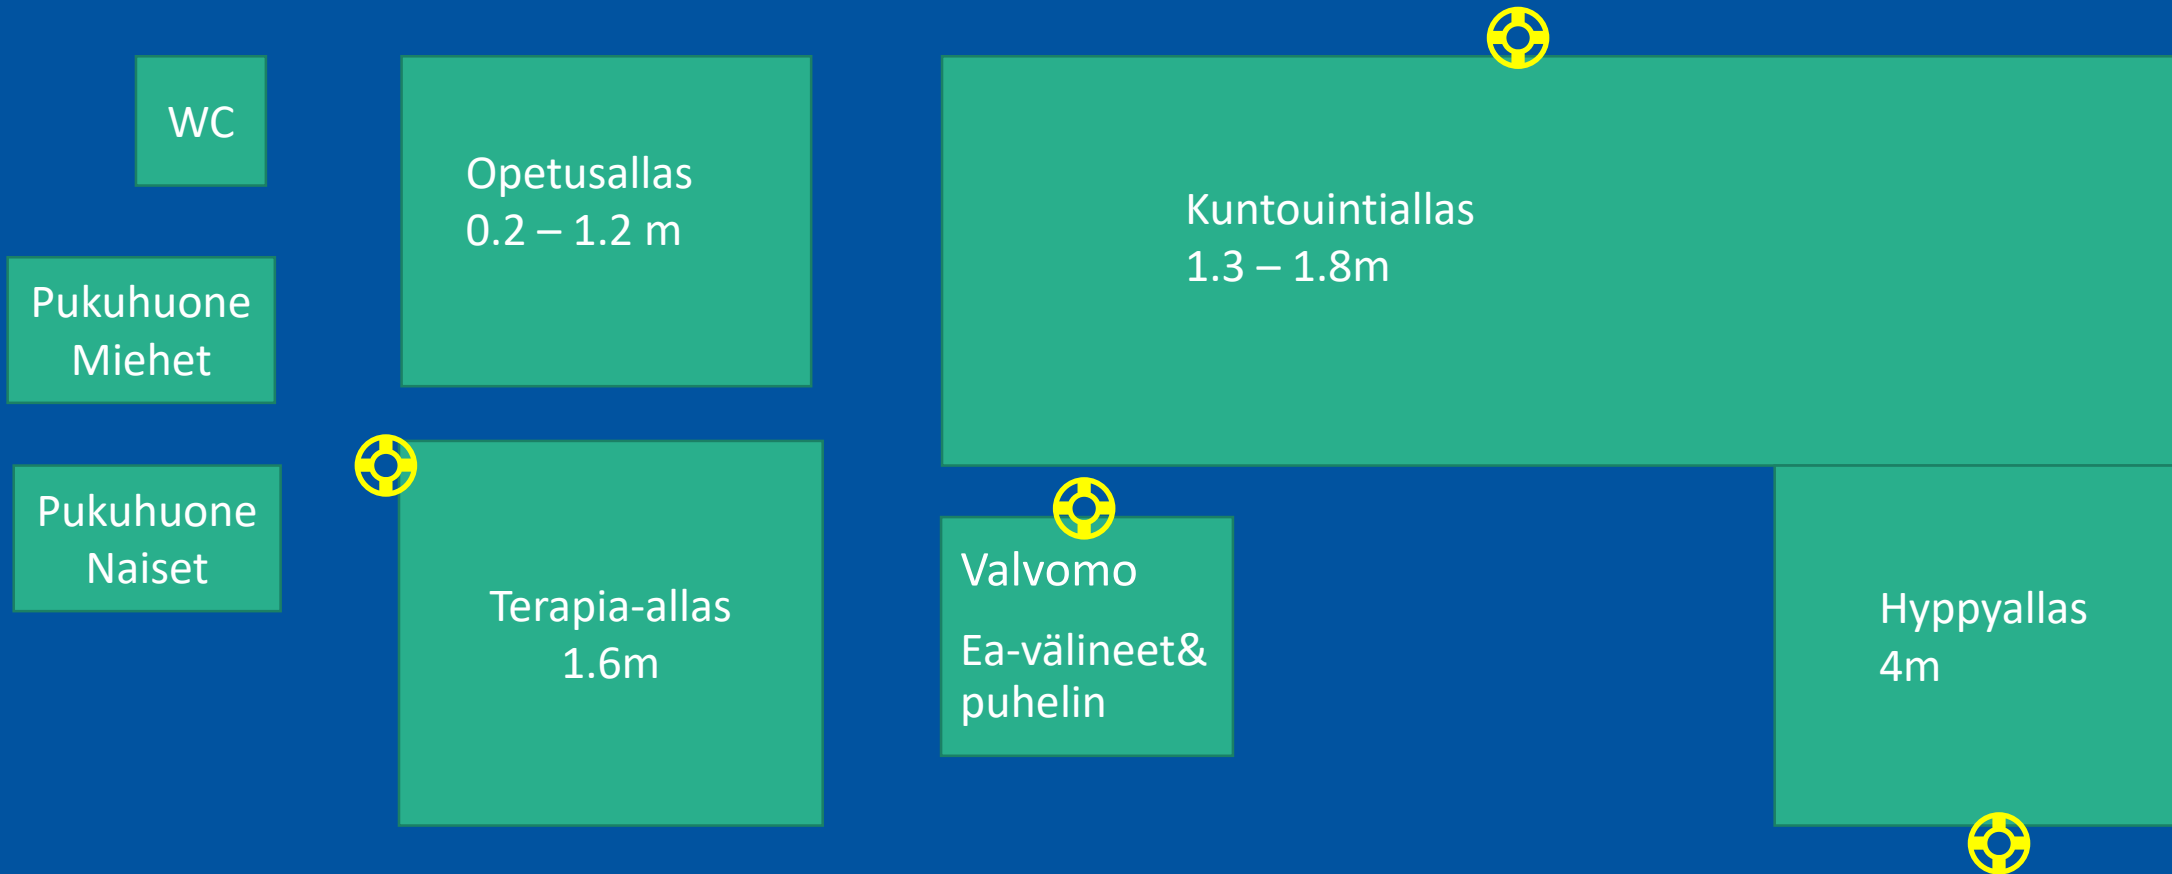 WC
Opetusallas
0.2 – 1.2 m
Kuntouintiallas
1.3 – 1.8m
Pukuhuone
Miehet
Pukuhuone
Naiset
Terapia-allas
1.6m
Valvomo
Ea-välineet&
puhelin
Hyppyallas
4m